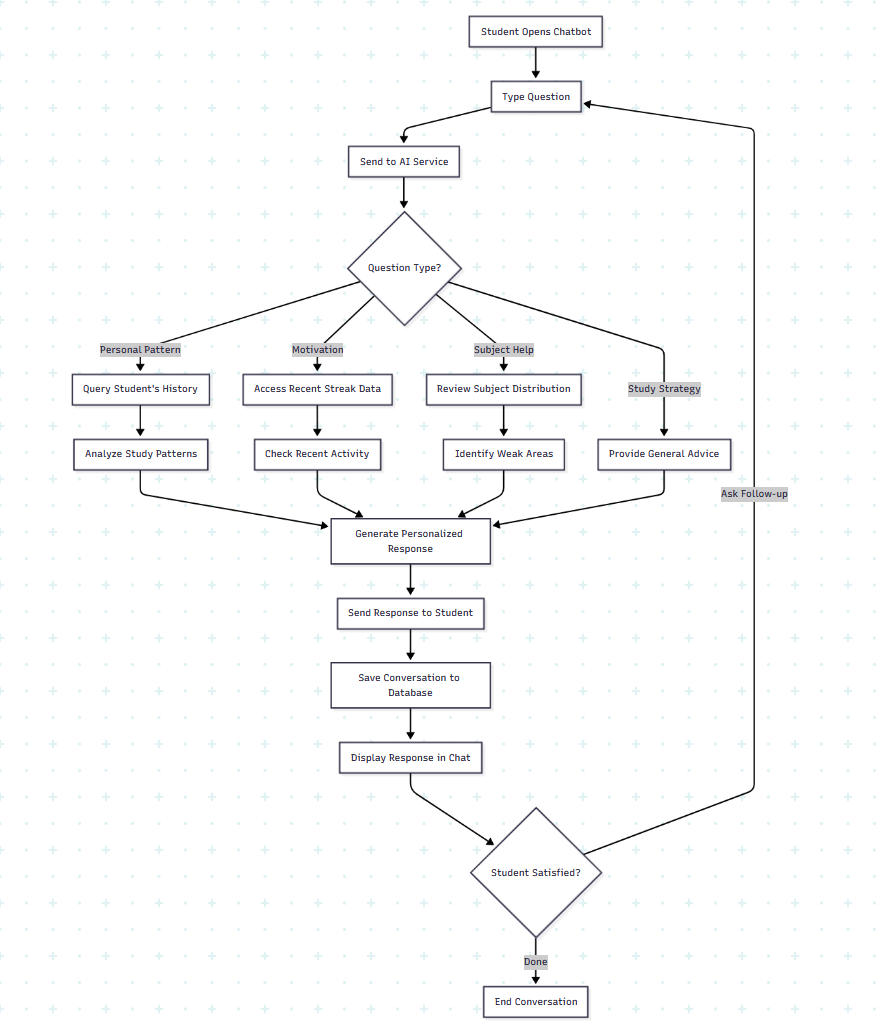 Student Opens Chatbot
Type Question
Send to AI Service
Question Type?
Personal Pattern
Motivation
Subject Help
Query Student's History
Access Recent Streak Data
Review Subject Distribution
Study Strategy
Analyze Study Patterns
Check Recent Activity
Identify Weak Areas
Provide General Advice
Ask Follow-up
Generate Personalized
Response
Send Response to Student
Save Conversation to
Database
Display Response in Chat
Student Satisfied?
Done
End Conversation